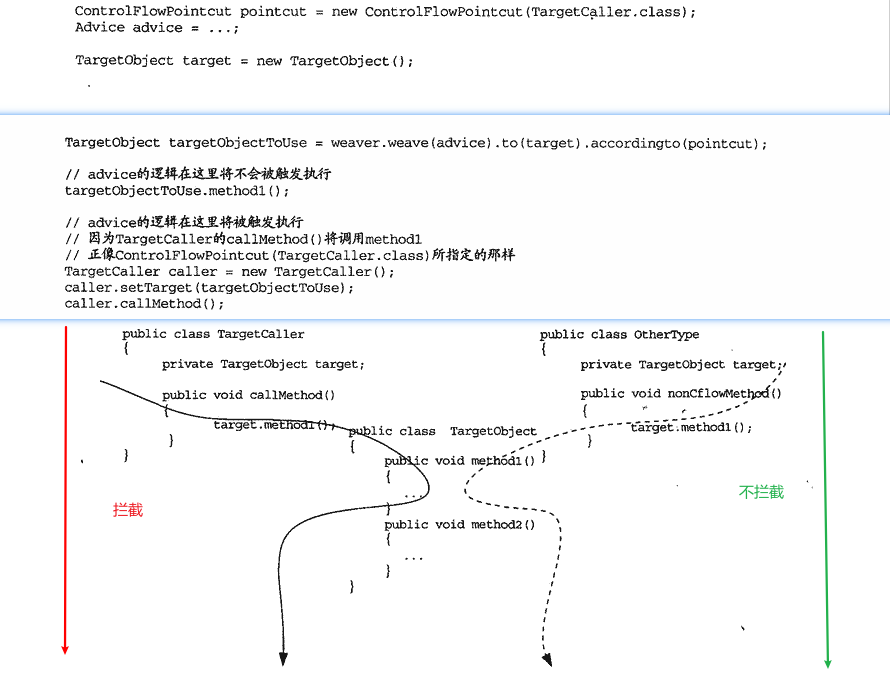 ControlFlowPointcut pointcut = new ControlFlowPointcut(TargetCaller.class);
Advice advice = ...;
TargetObject target = new TargetObject();
TargetObject targetObjectToUse = weaver.weave(advice).to(target).accordingto(pointcut);
// advice的逻辑在这里将不会被触发执行
targetObjectToUse.method1();
// advice的逻辑在这里将被触发执行
// 因为TargetCaller的callMethod()将调用method1
// 正像ControlFlowPointcut(TargetCaller.class)所指定的那样
TargetCaller caller = new TargetCaller();
caller.setTarget(targetObjectToUse);
caller.callMethod();
public class TargetCaller
{
private TargetObject target;
public void callMethod()
{
target.method1();
}
}
public class TargetObject
{
public void method1()
{
...
}
public void method2()
{
...
}
}
public class OtherType
{
private TargetObject target;
public void nonCflowMethod()
{
target.method1();
}
}
拦截
不拦截